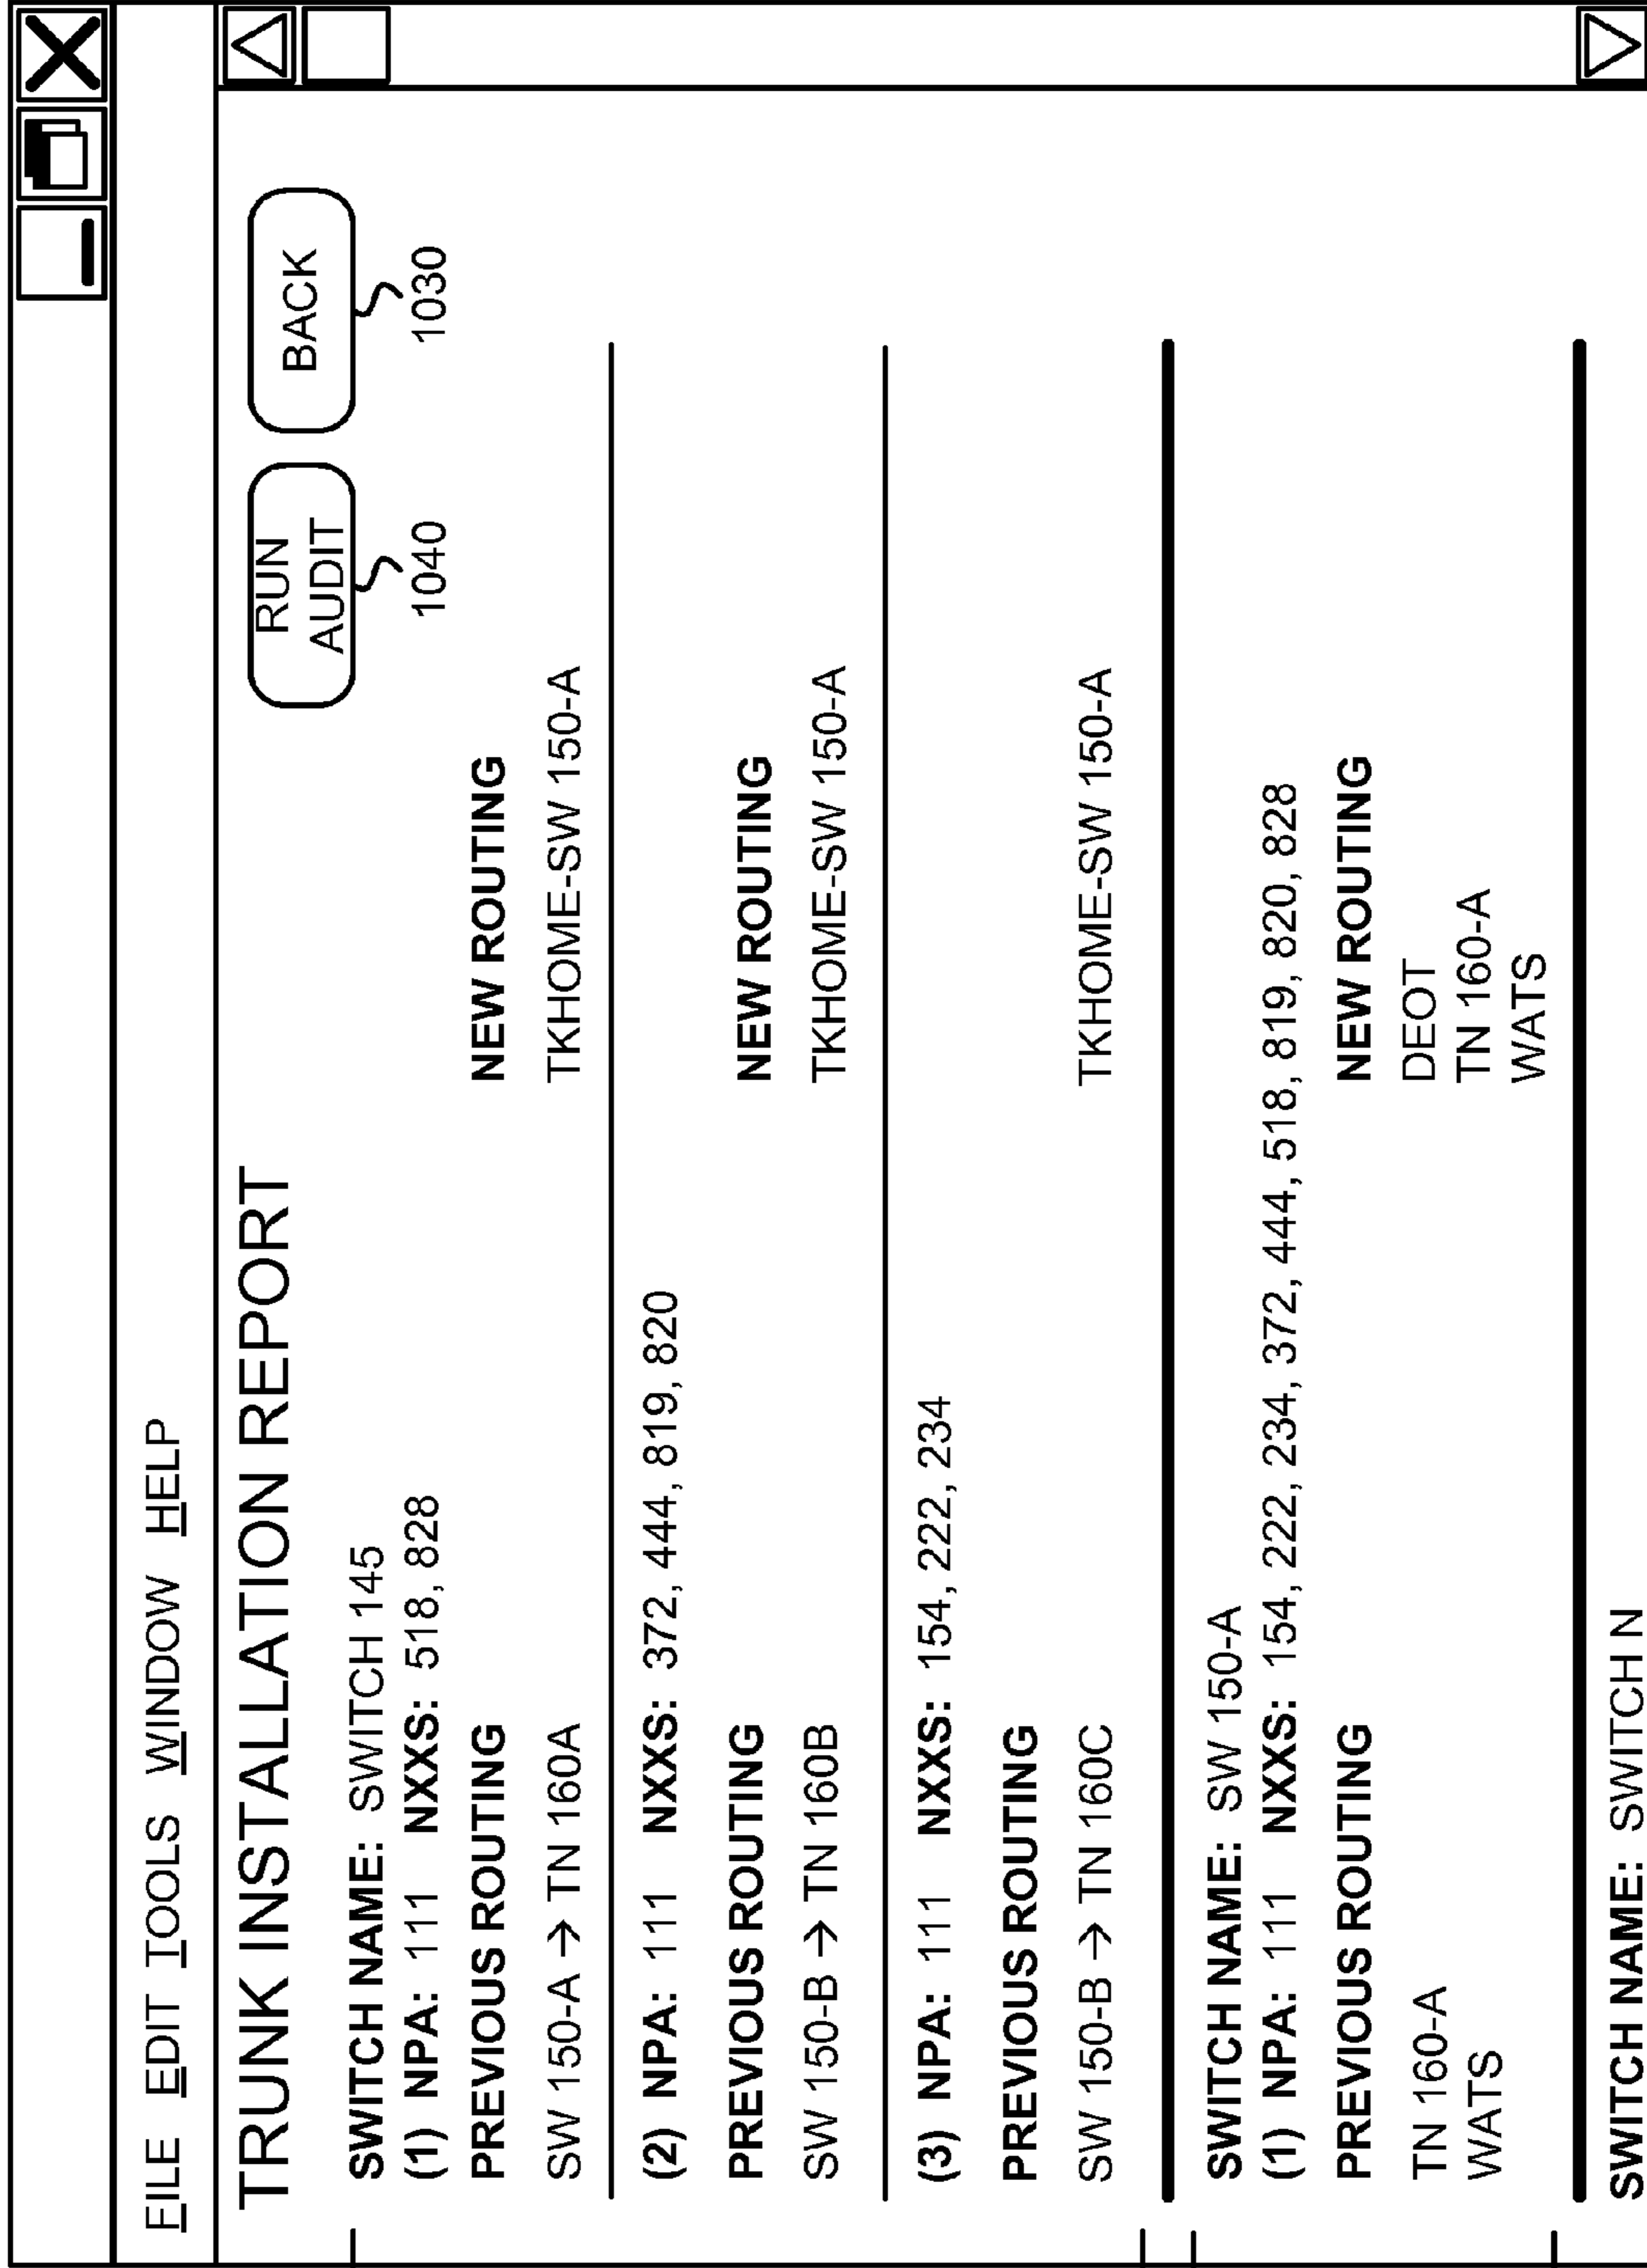 FILE EDIT TOOLS WINDOW HELP
TRUNK INSTALLATION REPORT
RUN
AUDIT
BACK
1040
1030
SWITCH NAME: SWITCH 145
(1) NPA: 111 NXXS: 518, 828
PREVIOUS ROUTING NEW ROUTING
SW 150-A → TN 160A TKHOME-SW 150-A
(2) NPA: 111 NXXS: 372, 444, 819, 820
PREVIOUS ROUTING NEW ROUTING
SW 150-B → TN 160B TKHOME-SW 150-A
(3) NPA: 111 NXXS: 154, 222, 234
PREVIOUS ROUTING
SW 150-B → TN 160C TKHOME-SW 150-A
SWITCH NAME: SW 150-A
(1) NPA: 111 NXXS: 154, 222, 234, 372, 444, 518, 819, 820, 828
PREVIOUS ROUTING NEW ROUTING
TN 160-A
WATS
DEOT
TN 160-A
WATS
SWITCH NAME: SWITCH N